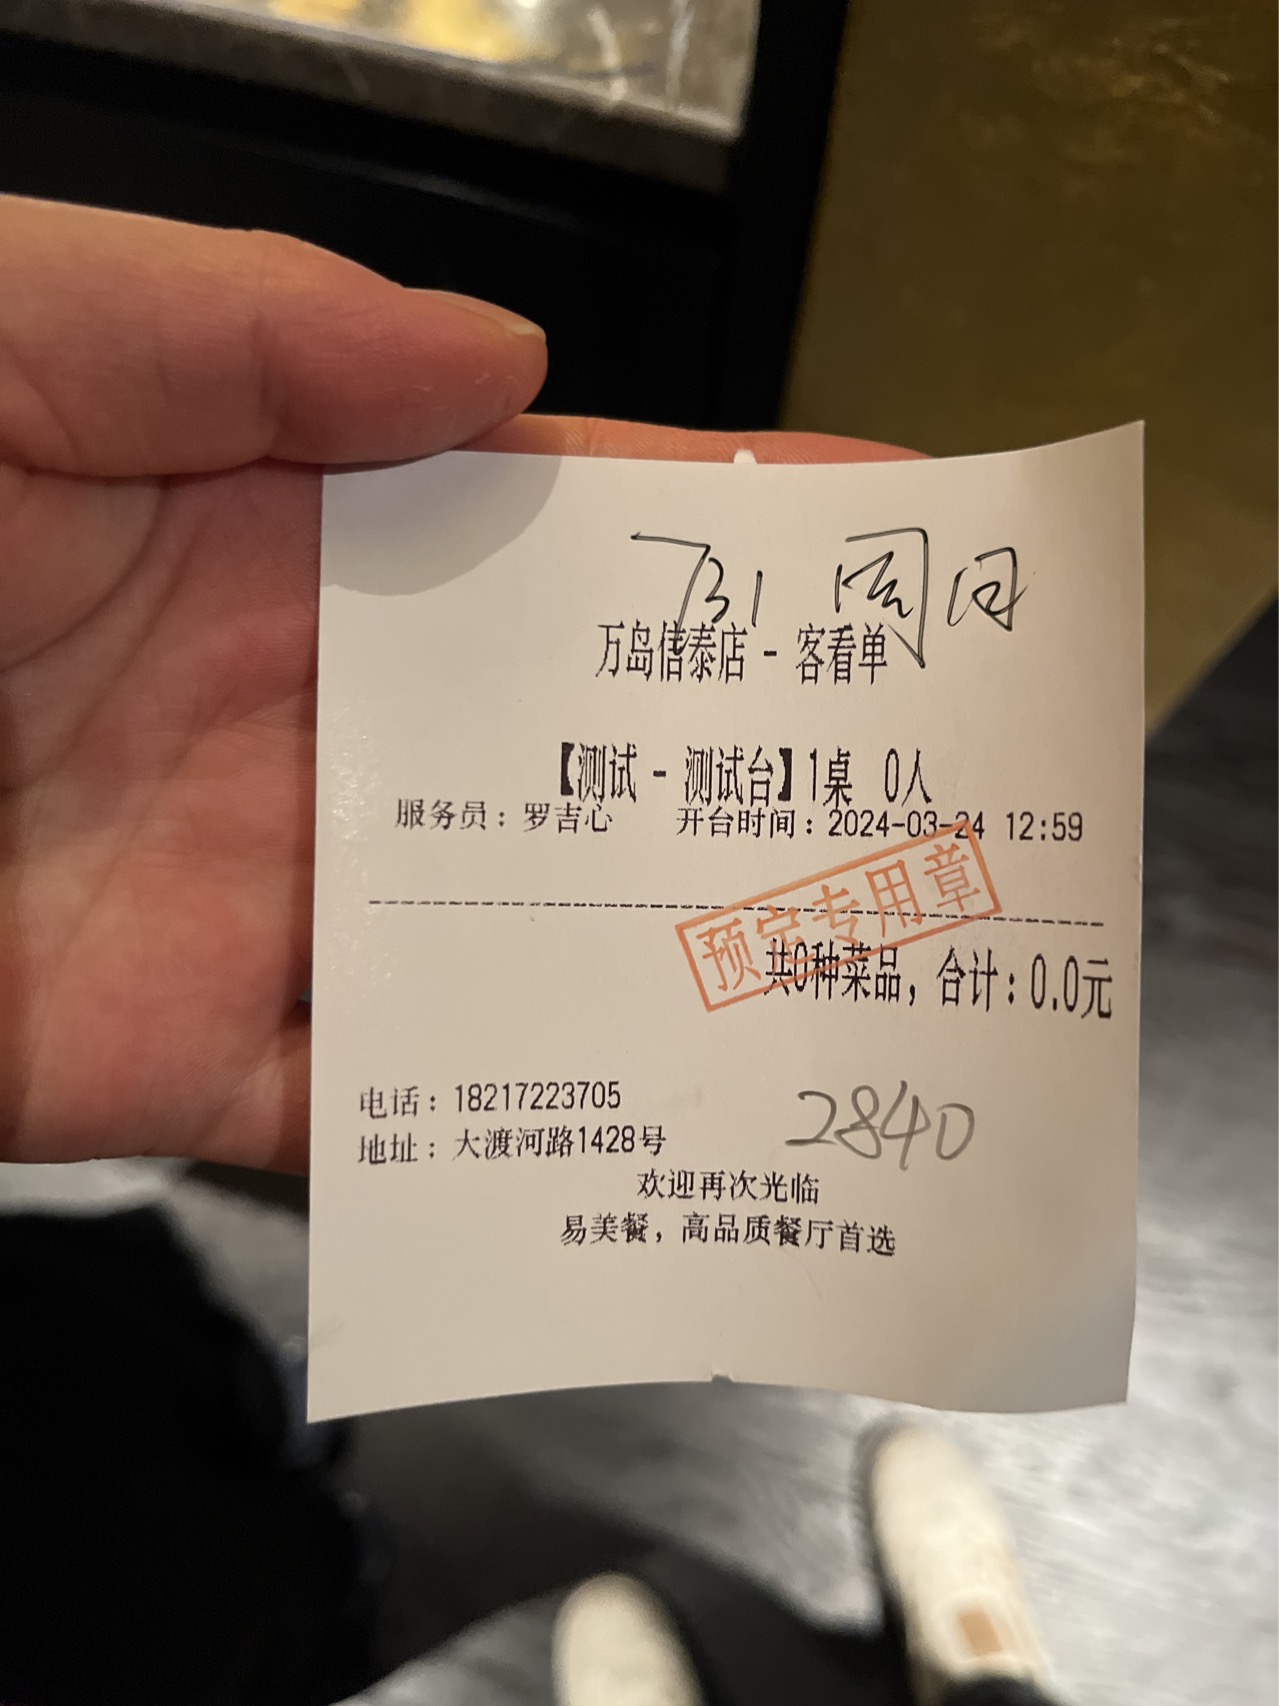 万岛信泰店 - 客看单
【测试 - 测试台】1桌 0人
服务员：罗吉心 开台时间：2024-03-24 12:59
预定专用章
共0种菜品，合计：0.0元
电话：18217223705
2840
地址：大渡河路1428号
欢迎再次光临
易美餐，高品质餐厅首选